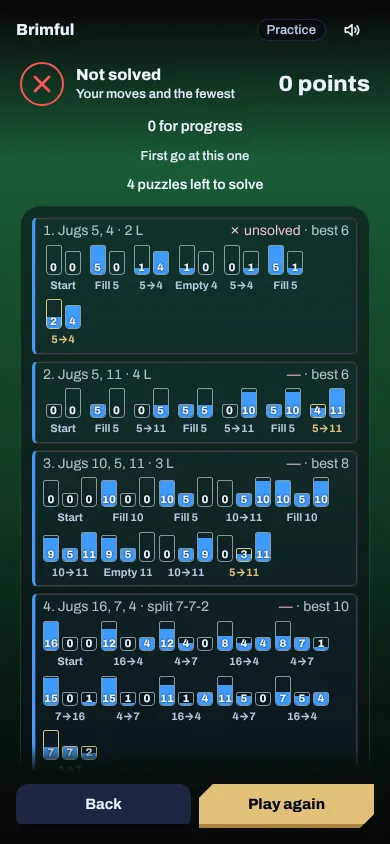 Brimful
Practice
Not solved
Your moves and the fewest
0 points
0 for progress
First go at this one
4 puzzles left to solve
1. Jugs 5, 4 · 2 L
× unsolved · best 6
0 0 5 0 1 4 1 0 0 1 5 1
Start Fill 5 5→4 Empty 4 5→4 Fill 5
2 4
5→4
2. Jugs 5, 11 · 4 L
— · best 6
0 0 5 0 0 5 5 5 0 10 5 10 4 11
Start Fill 5 5→11 Fill 5 5→11 Fill 5 5→11
3. Jugs 10, 5, 11 · 3 L
— · best 8
0 0 0 10 0 0 10 5 0 0 5 10 10 5 10
Start Fill 10 Fill 5 10→11 Fill 10
9 5 11 9 5 0 0 5 9 0 3 11
10→11 Empty 11 10→11 5→11
4. Jugs 16, 7, 4 · split 7-7-2
— · best 10
16 0 0 12 0 4 12 4 0 8 4 4 8 7 1
Start 16→4 4→7 16→4 4→7
15 0 1 15 1 0 11 1 4 11 5 0 7 5 4
7→16 4→7 16→4 4→7 16→4
7 7 2
Back
Play again